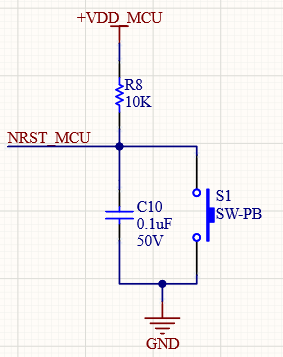 +VDD_MCU
R8
10K
NRST_MCU
C10
0.1uF
50V
S1
SW-PB
GND